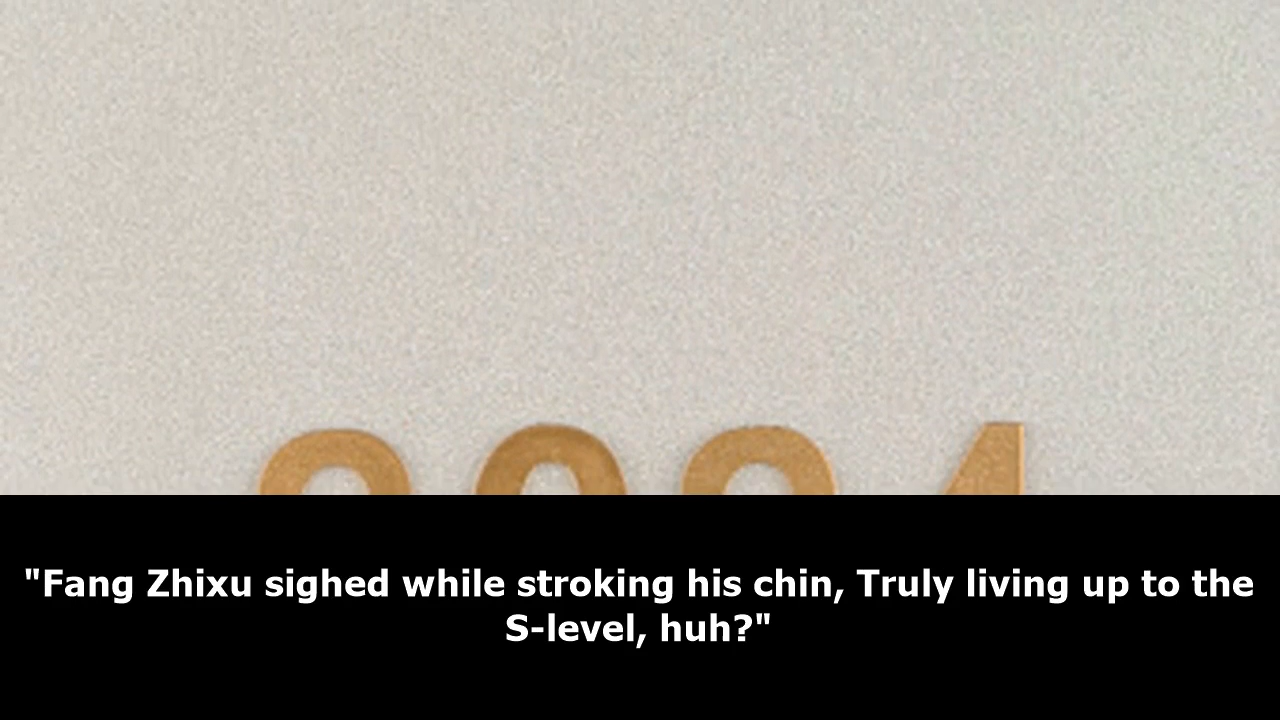 "Fang Zhixu sighed while stroking his chin, Truly living up to the
S-level, huh?"